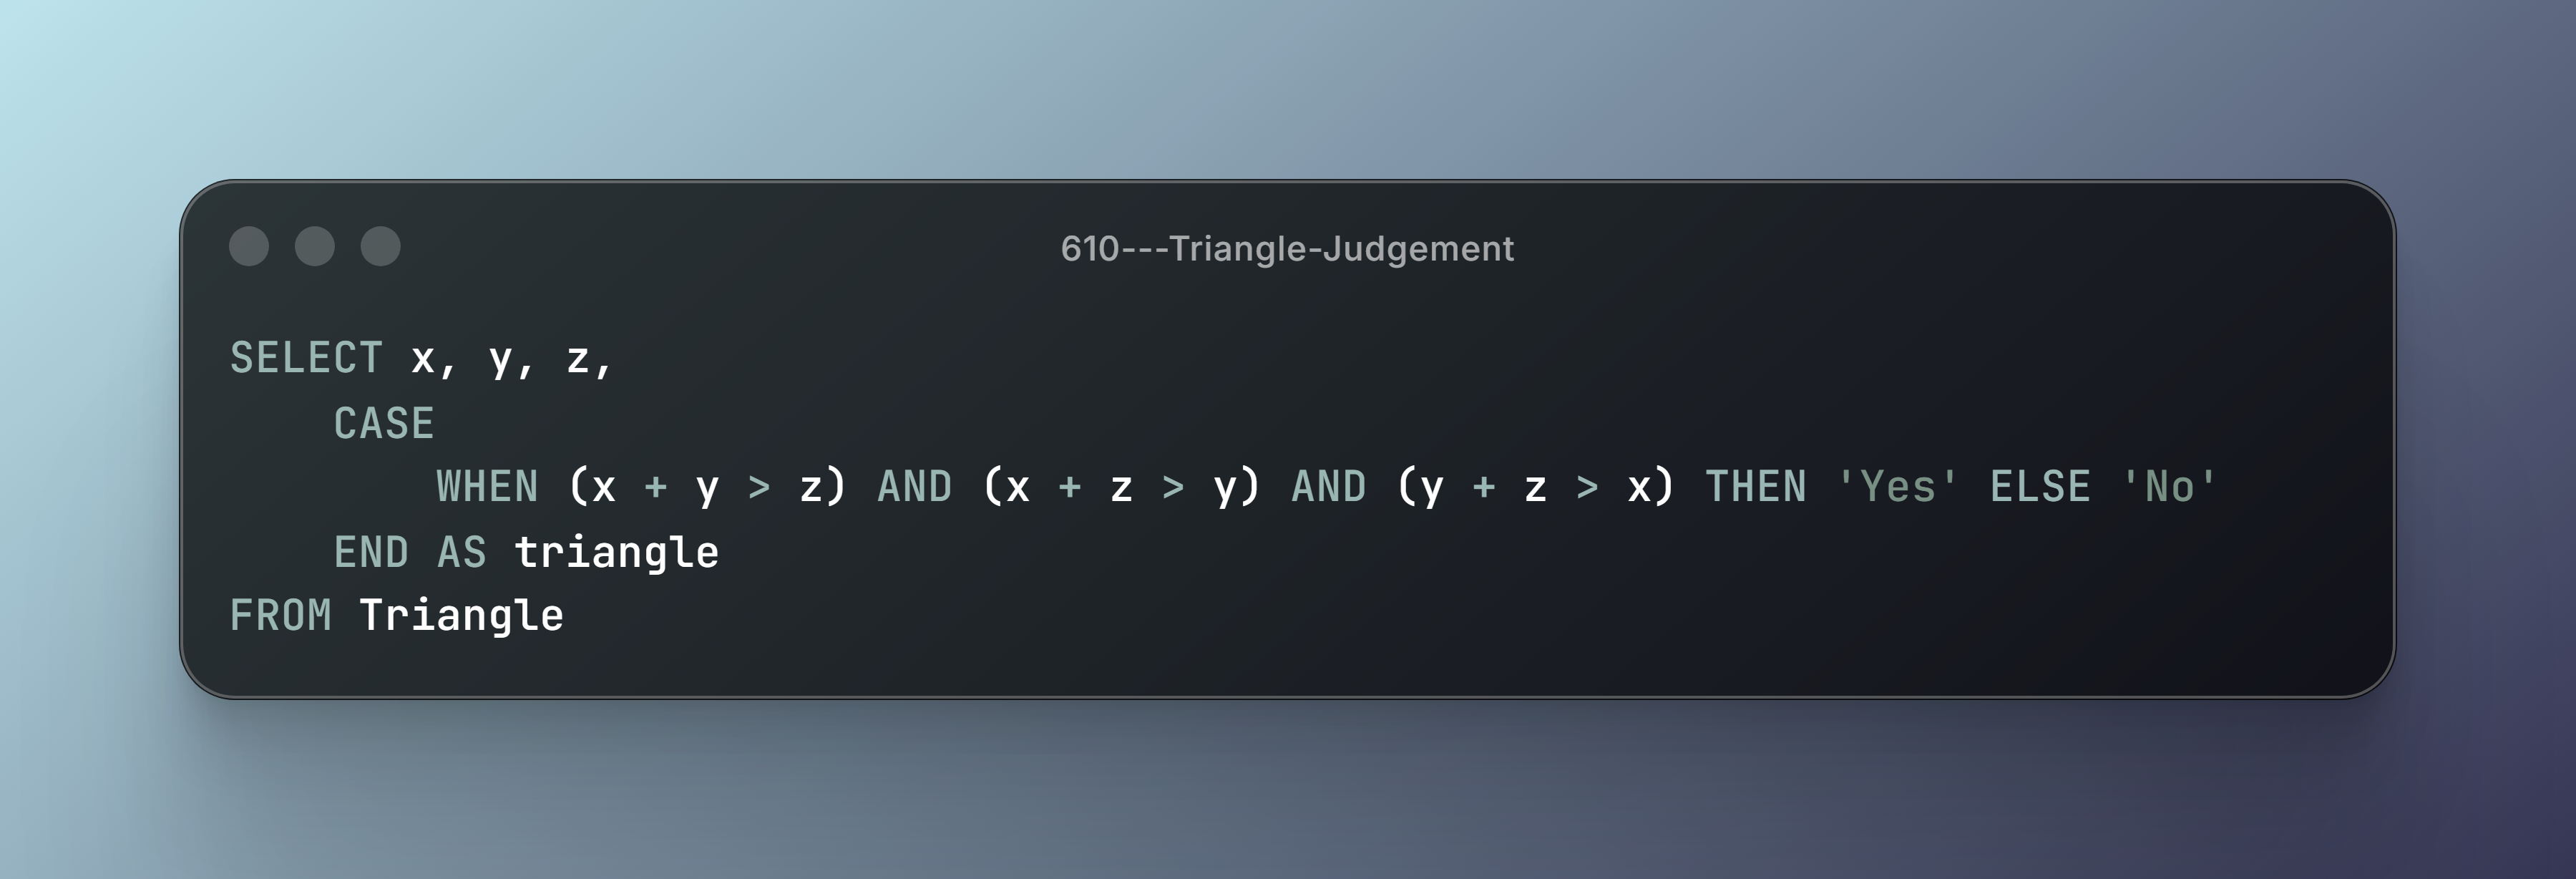 610---Triangle-Judgement
SELECT x, y, z,
    CASE
        WHEN (x + y > z) AND (x + z > y) AND (y + z > x) THEN 'Yes' ELSE 'No'
    END AS triangle
FROM Triangle